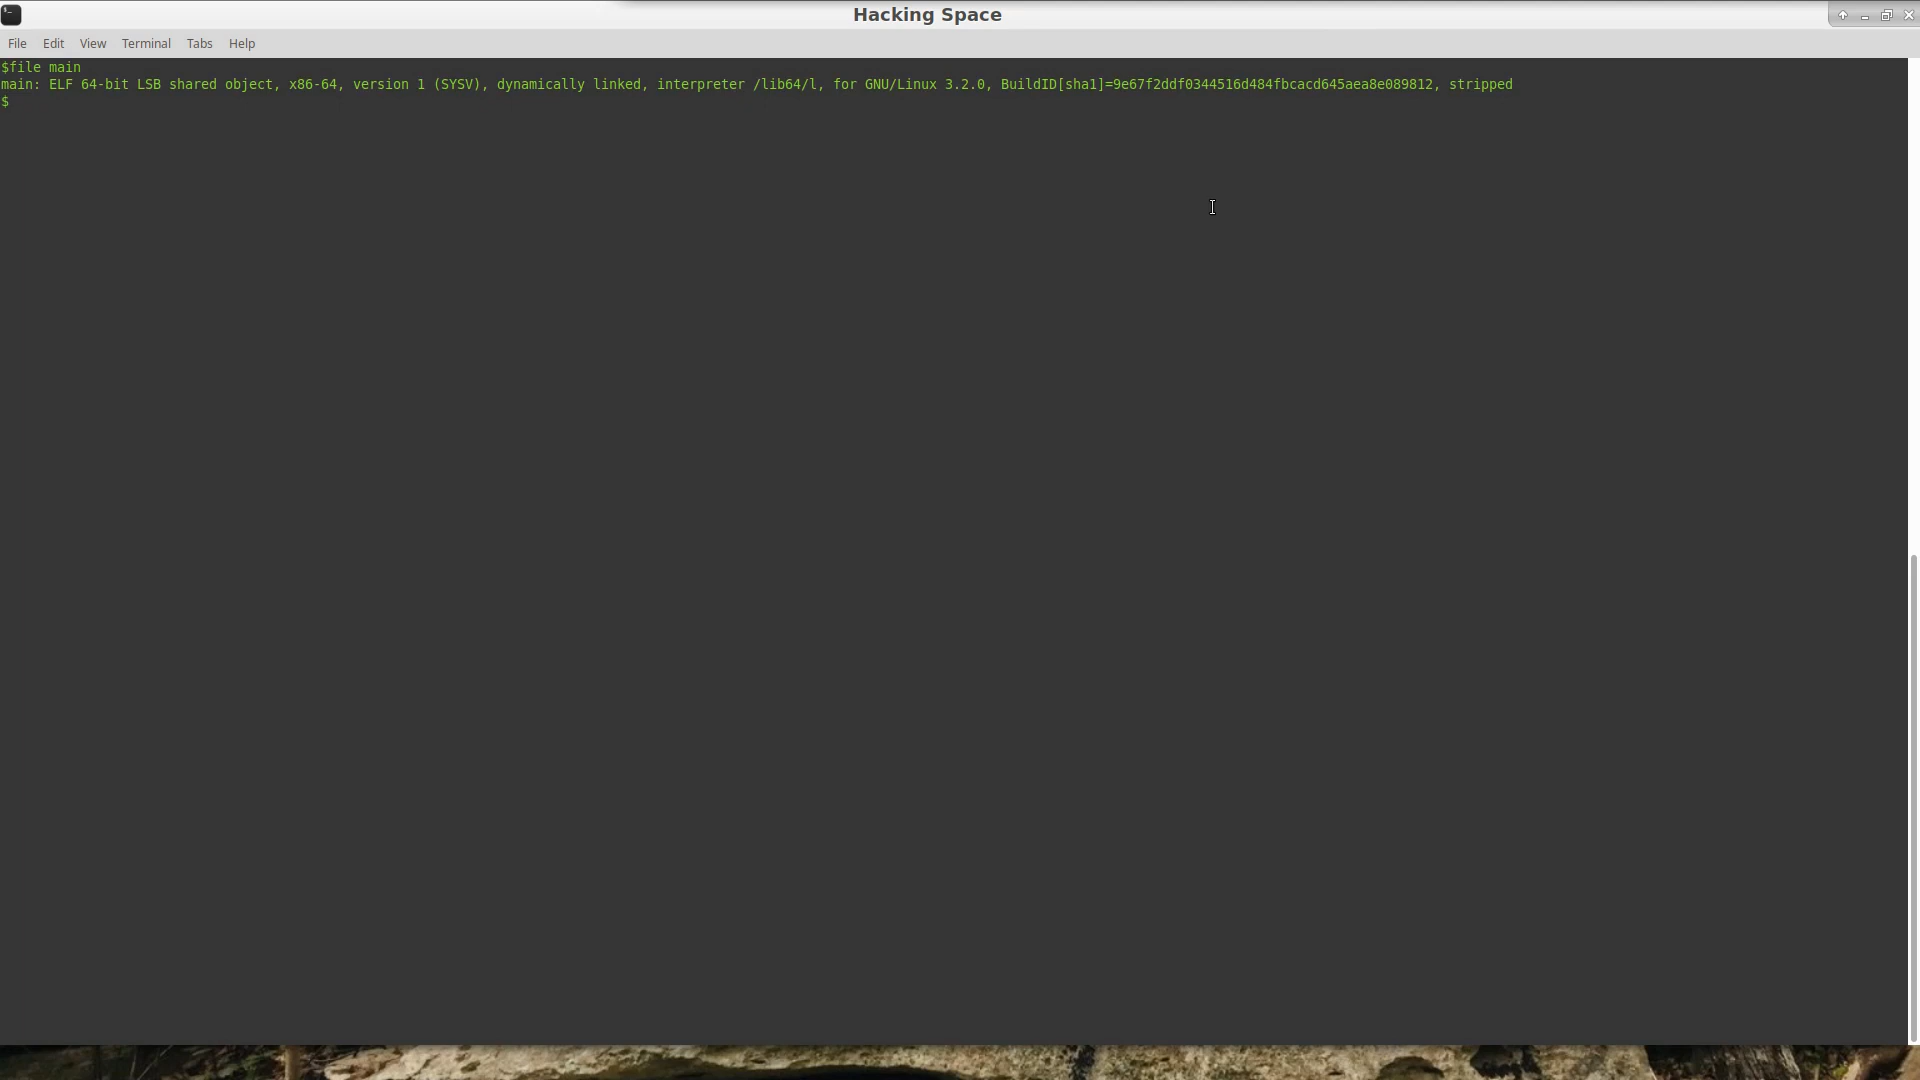 Hacking Space
File Edit View Terminal Tabs Help
$file main
main: ELF 64-bit LSB shared object, x86-64, version 1 (SYSV), dynamically linked, interpreter /lib64/l, for GNU/Linux 3.2.0, BuildID[sha1]=9e67f2ddf0344516d484fbcacd645aea8e089812, stripped
$